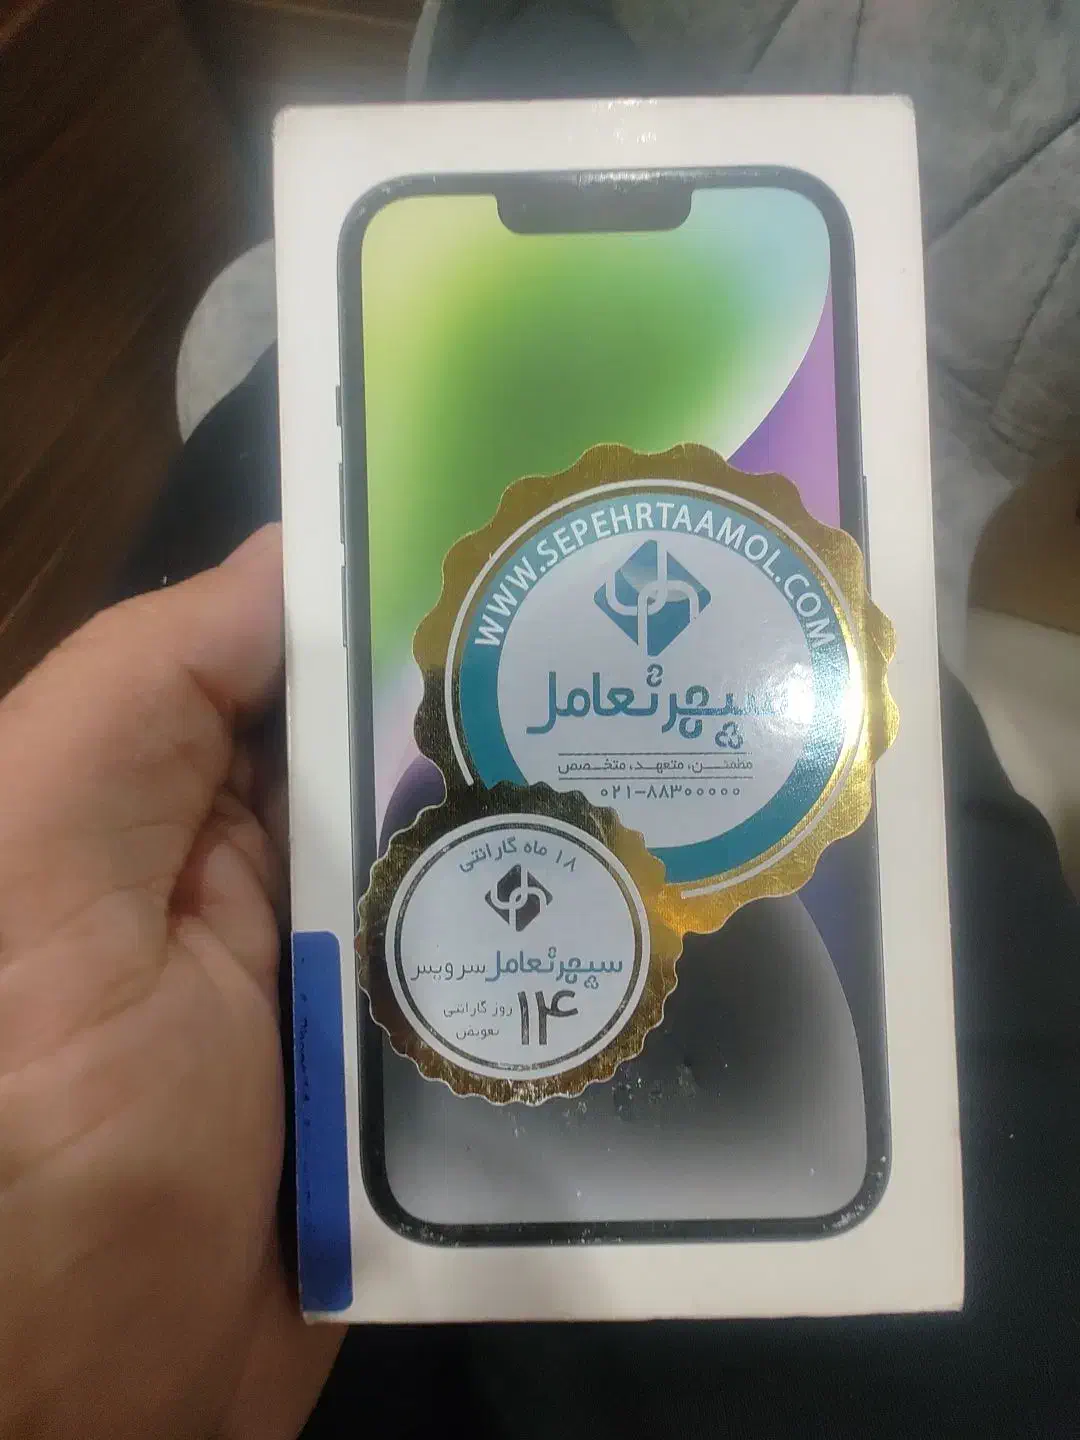 WWW.SEPEHRTAAMOL.COM
سپهرتعامل
مطمئن، متعهد، متخصص
۰۲۱-۸۸۳۰۰۰۰۰
۱۸ ماه گارانتی
سپهرتعامل سرویس
۱۴ روز گارانتی
تعویض